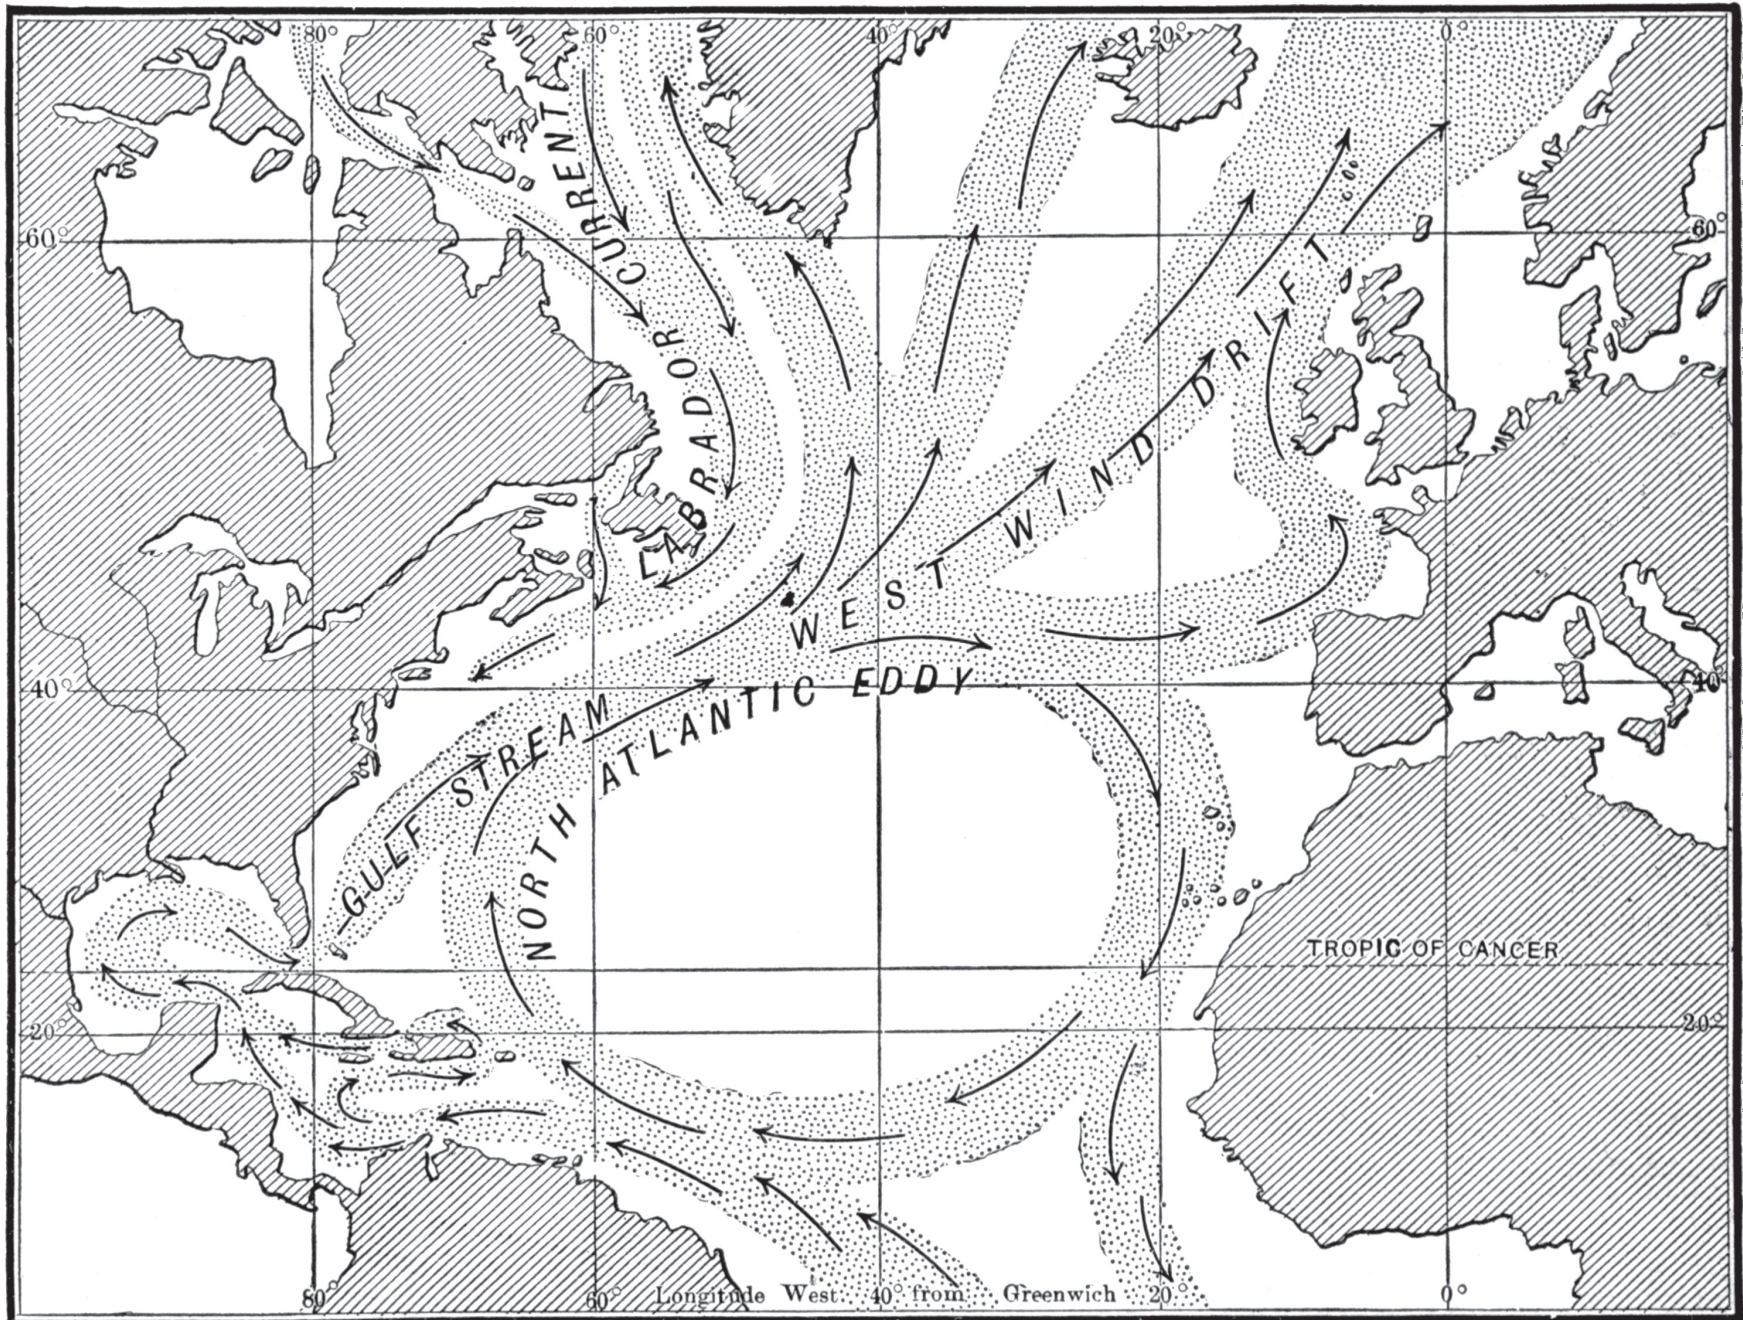 80° 60° 40° 20° 0°
CURRENT
60° 60°
LABRADOR
WEST WIND DRIFT
40° 40
GULF STREAM
NORTH ATLANTIC EDDY
TROPIC OF CANCER
20° 20°
80° 60° Longitude West 40° from Greenwich 20° 0°